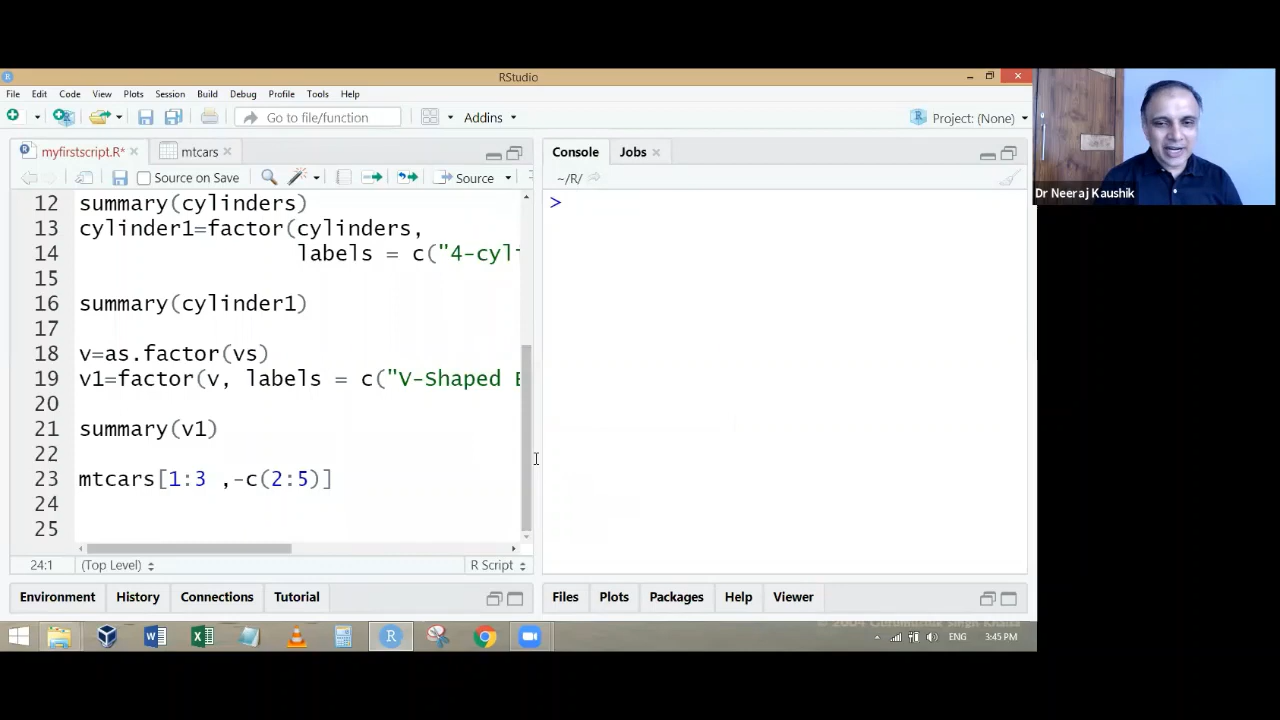 RStudio
File Edit Code View Plots Session Build Debug Profile Tools Help
Go to file/function Addins Project: (None)
myfirstscript.R* mtcars
Source on Save Source
12 summary(cylinders)
13 cylinder1=factor(cylinders,
14 labels = c("4-cyl
15
16 summary(cylinder1)
17
18 v=as.factor(vs)
19 v1=factor(v, labels = c("V-Shaped
20
21 summary(v1)
22
23 mtcars[1:3 ,-c(2:5)]
24
25
24:1 (Top Level) R Script
Environment History Connections Tutorial
Console Jobs
~/R/
>
Files Plots Packages Help Viewer
Dr Neeraj Kaushik
ENG 3:45 PM